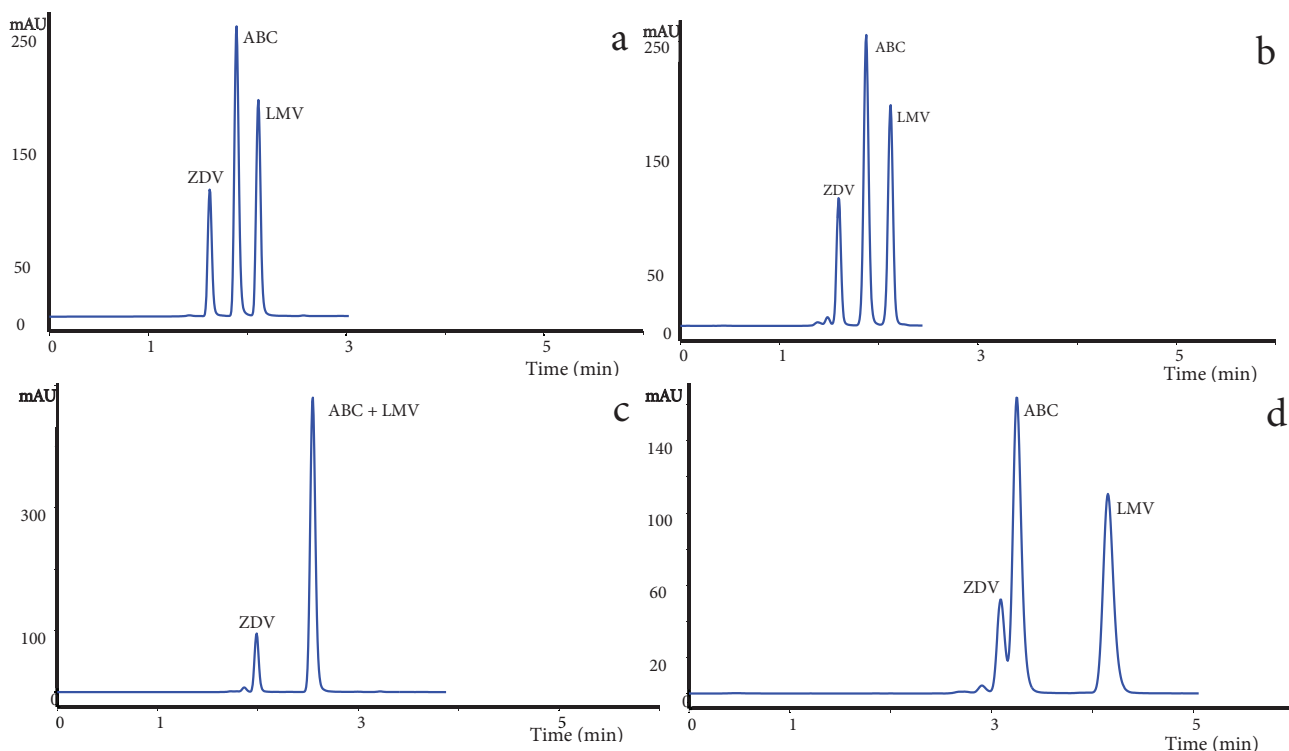 mAU
250
150
50
0
ZDV
ABC
LMV
a
0
1
3
5
Time (min)
mAU
250
150
50
0
ZDV
ABC
LMV
b
0
1
3
5
Time (min)
mAU
300
100
0
ZDV
ABC + LMV
c
0
1
3
5
Time (min)
mAU
140
100
60
20
0
ZDV
ABC
LMV
d
0
1
3
5
Time (min)